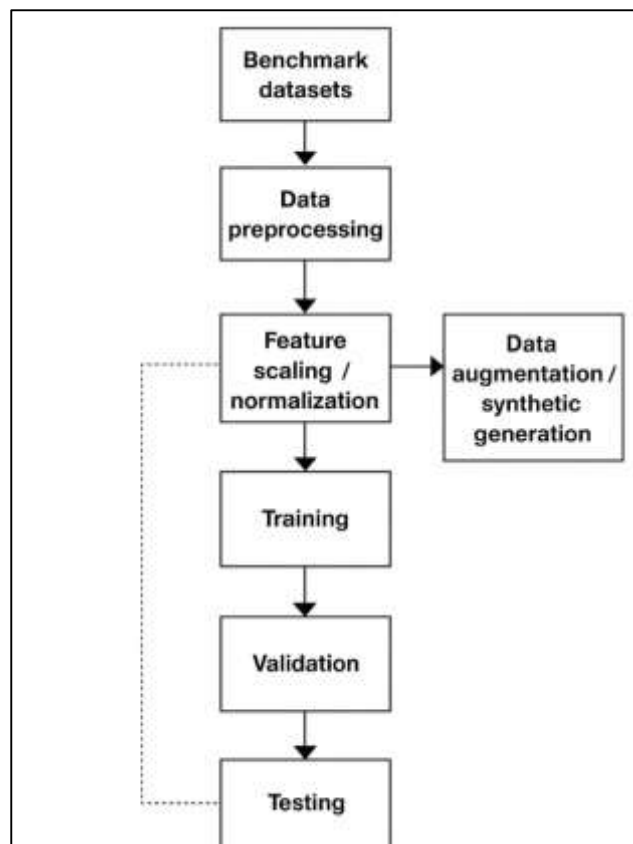 Benchmark
datasets
Data
preprocessing
Feature
scaling /
normalization
Data
augmentation /
synthetic
generation
Training
Validation
Testing